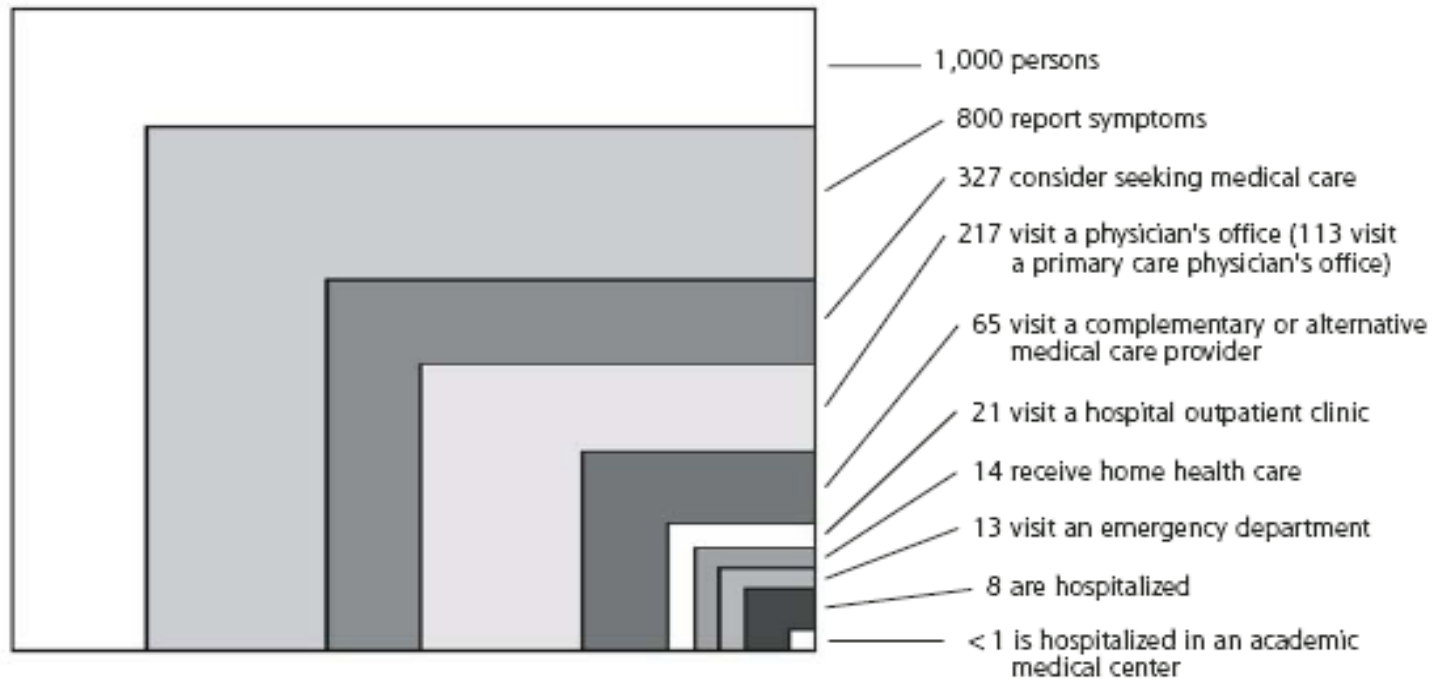 1,000 persons
800 report symptoms
327 consider seeking medical care
217 visit a physician's office (113 visit
a primary care physician's office)
65 visit a complementary or alternative
medical care provider
21 visit a hospital outpatient clinic
14 receive home health care
13 visit an emergency department
8 are hospitalized
<1 is hospitalized in an academic
medical center